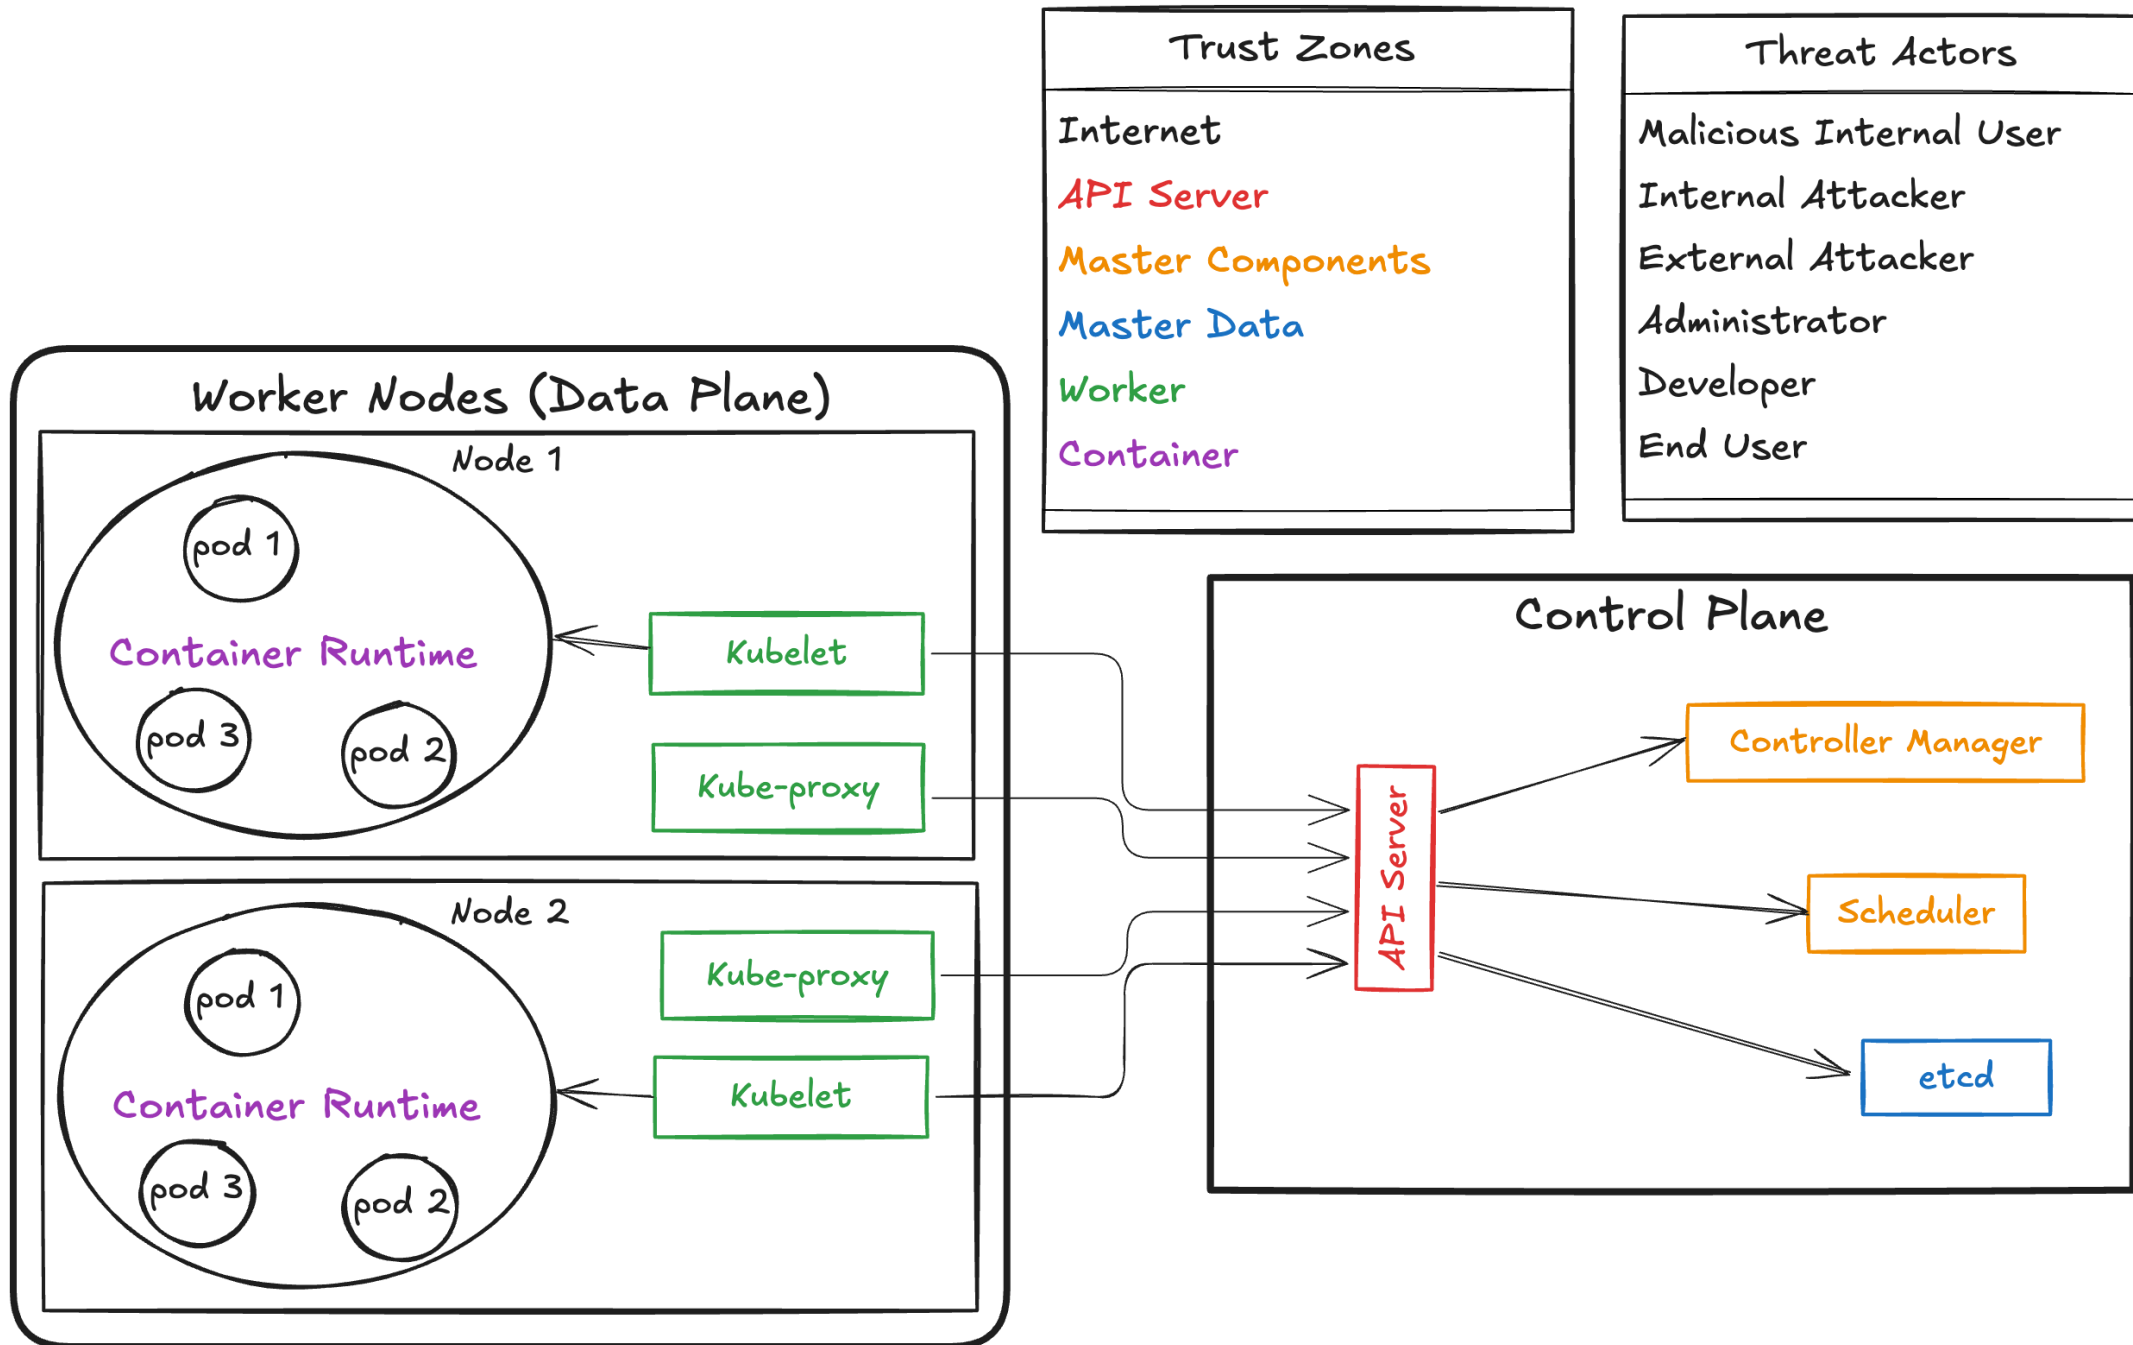 Trust Zones
Internet
API Server
Master Components
Master Data
Worker
Container
Threat Actors
Malicious Internal User
Internal Attacker
External Attacker
Administrator
Developer
End User
Worker Nodes (Data Plane)
Node 1
pod 1
Container Runtime
pod 3
pod 2
Kubelet
Kube-proxy
Node 2
pod 1
Container Runtime
pod 3
pod 2
Kube-proxy
Kubelet
Control Plane
API Server
Controller Manager
Scheduler
etcd